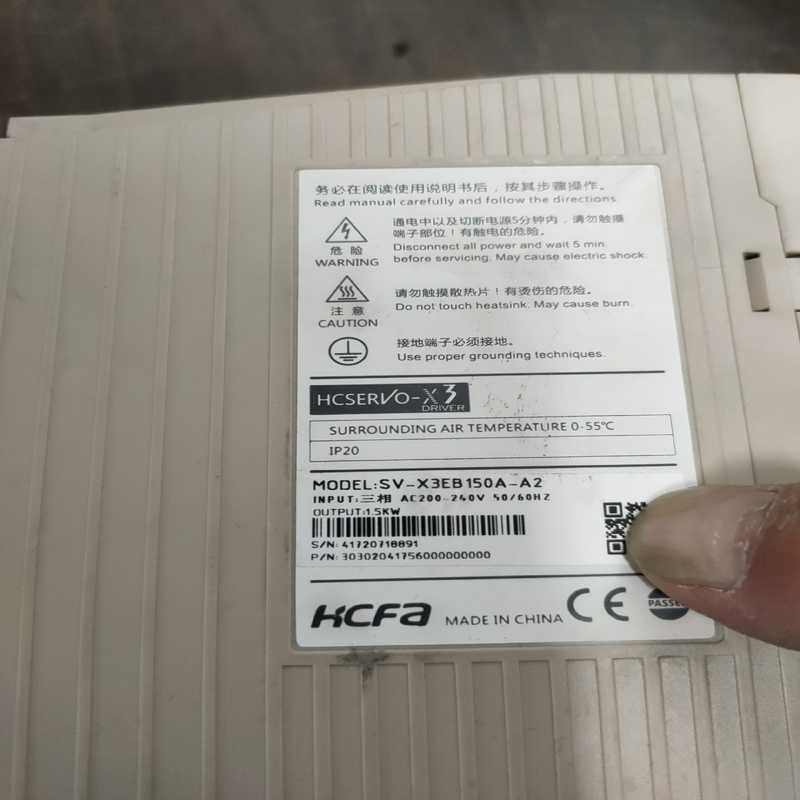 务必在阅读使用说明书后，按其步骤操作。
Read manual carefully and follow the directions.
通电中以及切断电源5分钟内，请勿触摸
端子部位！有触电的危险。
危 险
WARNING
Disconnect all power and wait 5 min.
before servicing. May cause electric shock.
请勿触摸散热片！有烫伤的危险。
注 意
CAUTION
Do not touch heatsink. May cause burn.
接地端子必须接地。
Use proper grounding techniques.
HCSERVO-X3
DRIVER
SURROUNDING AIR TEMPERATURE 0-55℃
IP20
MODEL:SV-X3EB150A-A2
INPUT:三相 AC200-240V 50/60HZ
OUTPUT:1.5KW
S/N: 41720718891
P/N: 30302041756000000000
HCFA MADE IN CHINA CE